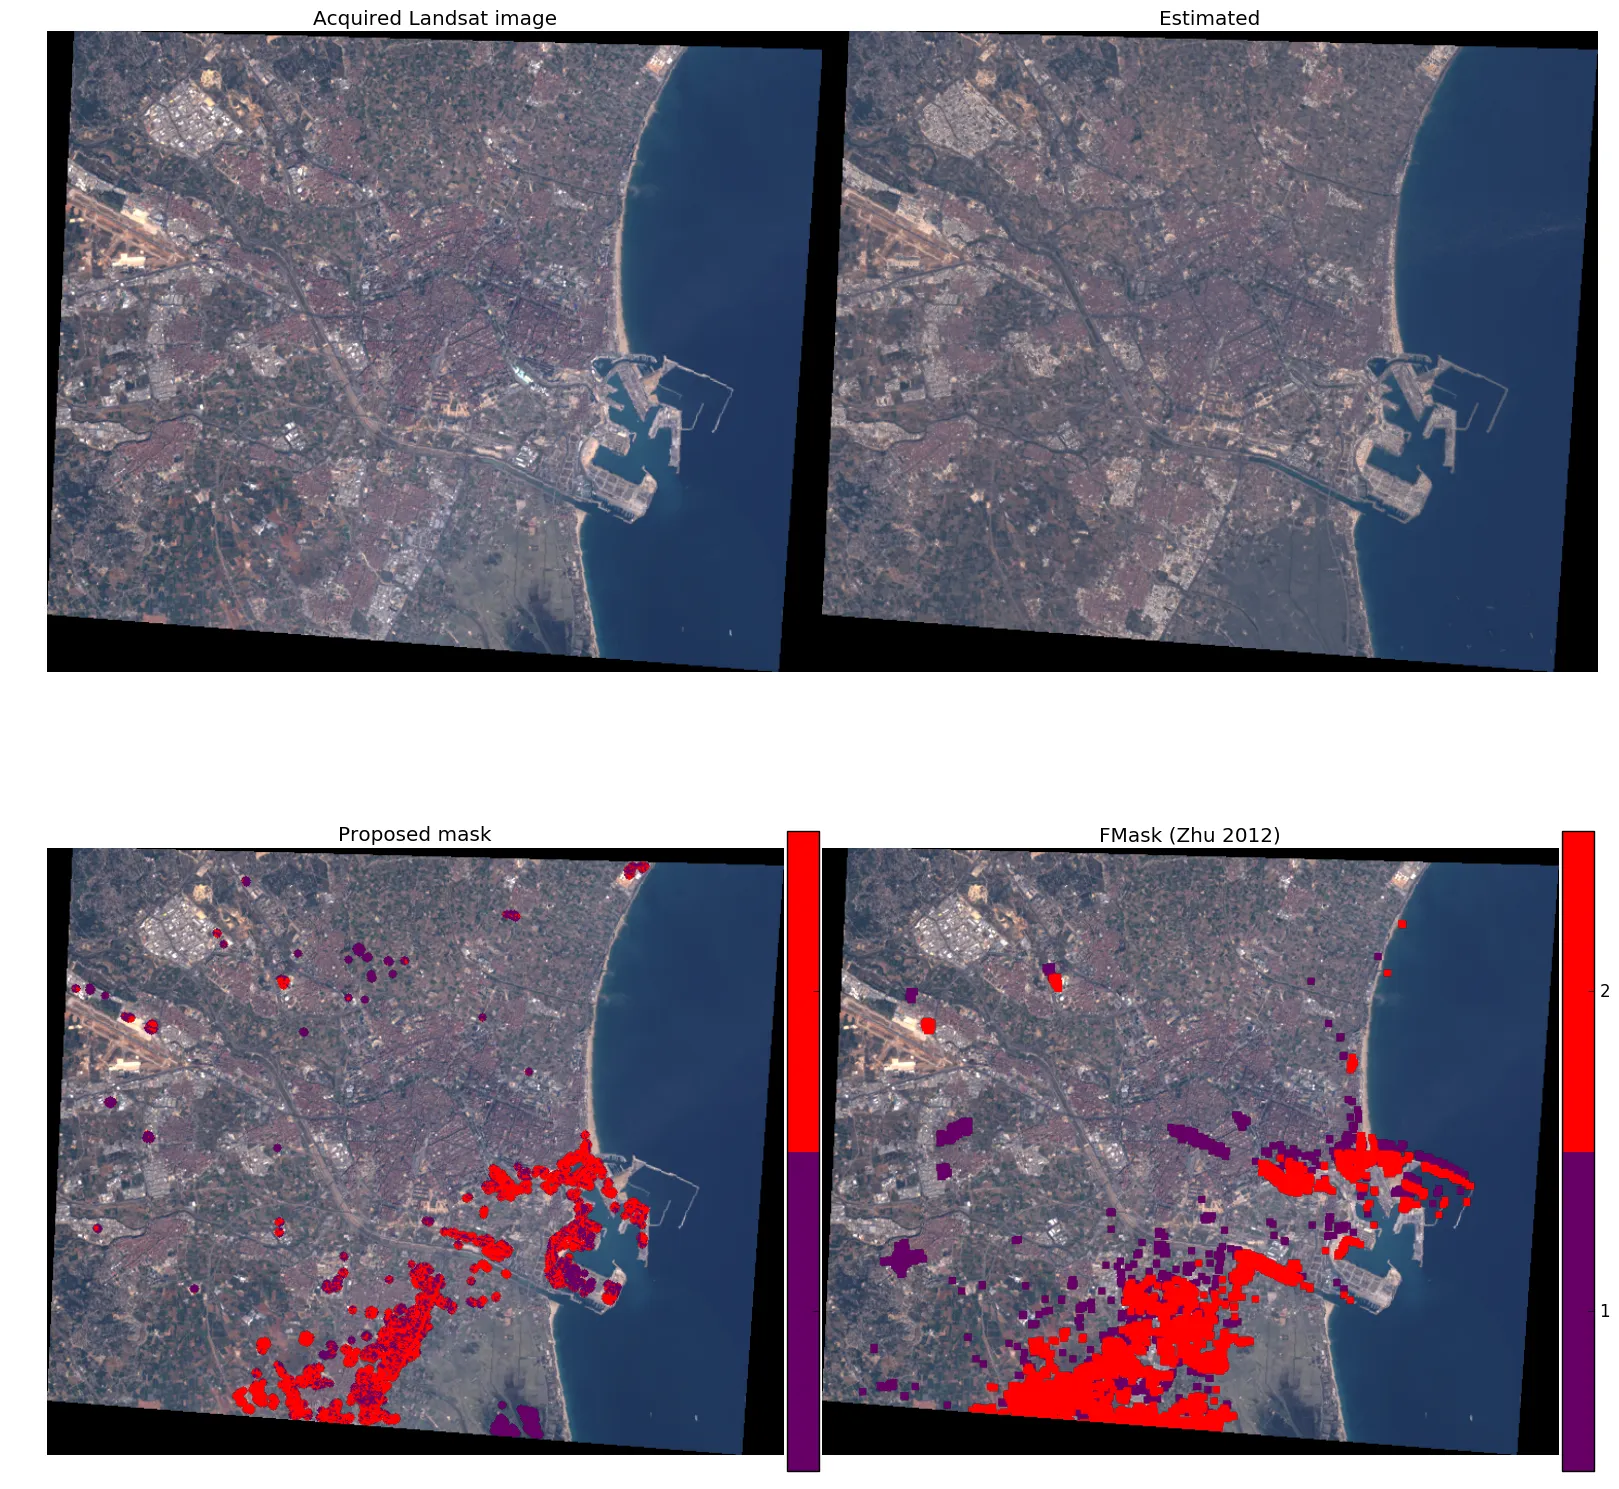 Acquired Landsat image
Estimated
Proposed mask
FMask (Zhu 2012)
2
1